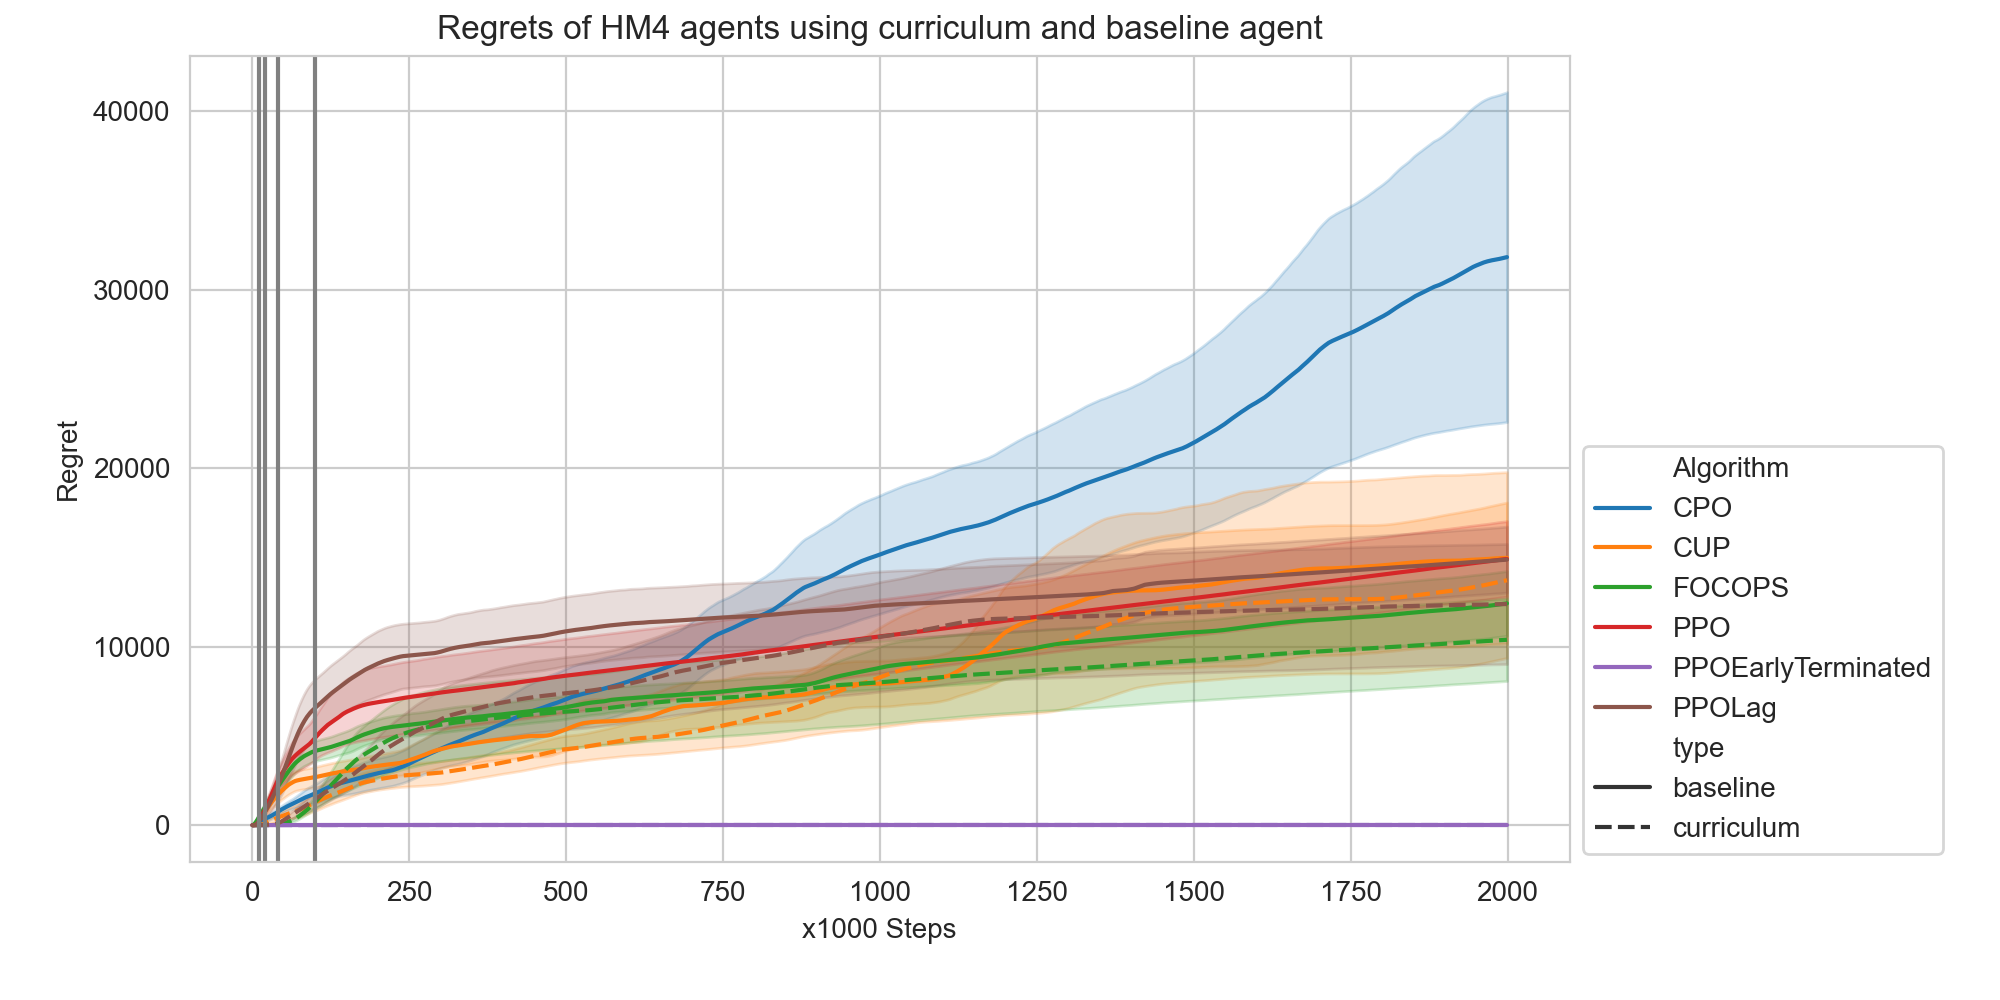 Regrets of HM4 agents using curriculum and baseline agent
40000
30000
20000
10000
0
Regret
0 250 500 750 1000 1250 1500 1750 2000
x1000 Steps
Algorithm
CPO
CUP
FOCOPS
PPO
PPOEarlyTerminated
PPOLag
type
baseline
curriculum